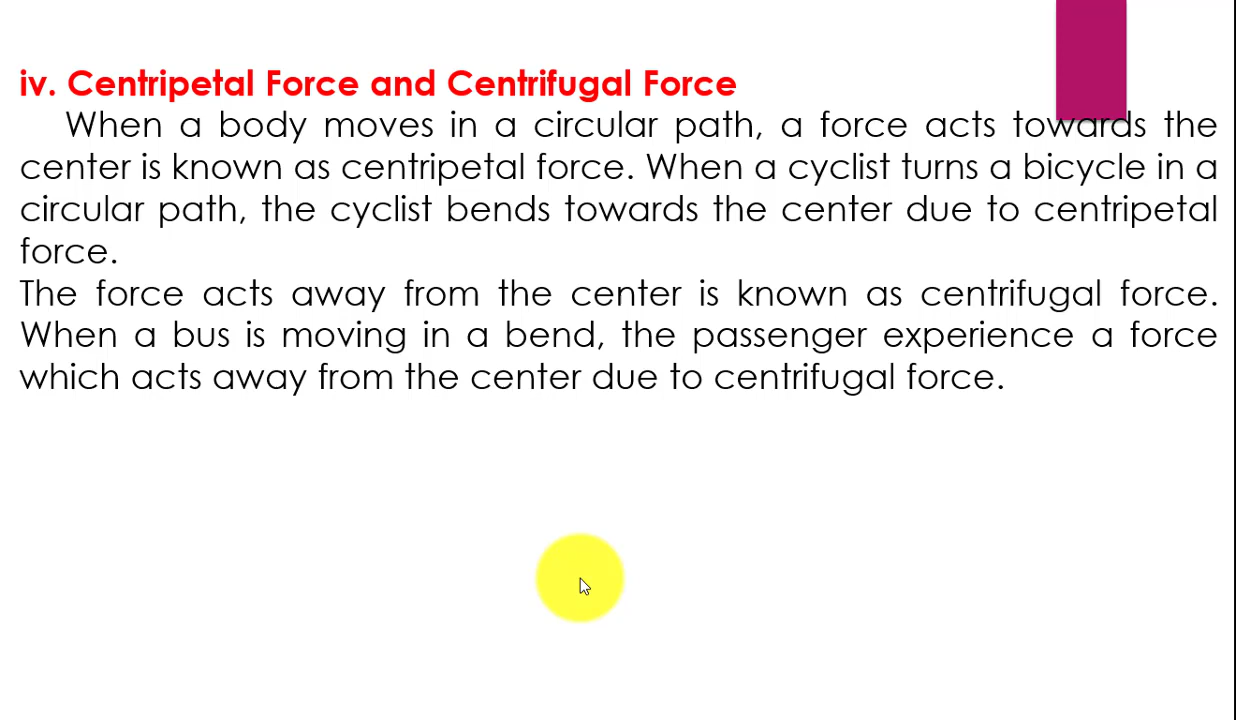 iv. Centripetal Force and Centrifugal Force
When a body moves in a circular path, a force acts towards the
center is known as centripetal force. When a cyclist turns a bicycle in a
circular path, the cyclist bends towards the center due to centripetal
force.
The force acts away from the center is known as centrifugal force.
When a bus is moving in a bend, the passenger experience a force
which acts away from the center due to centrifugal force.